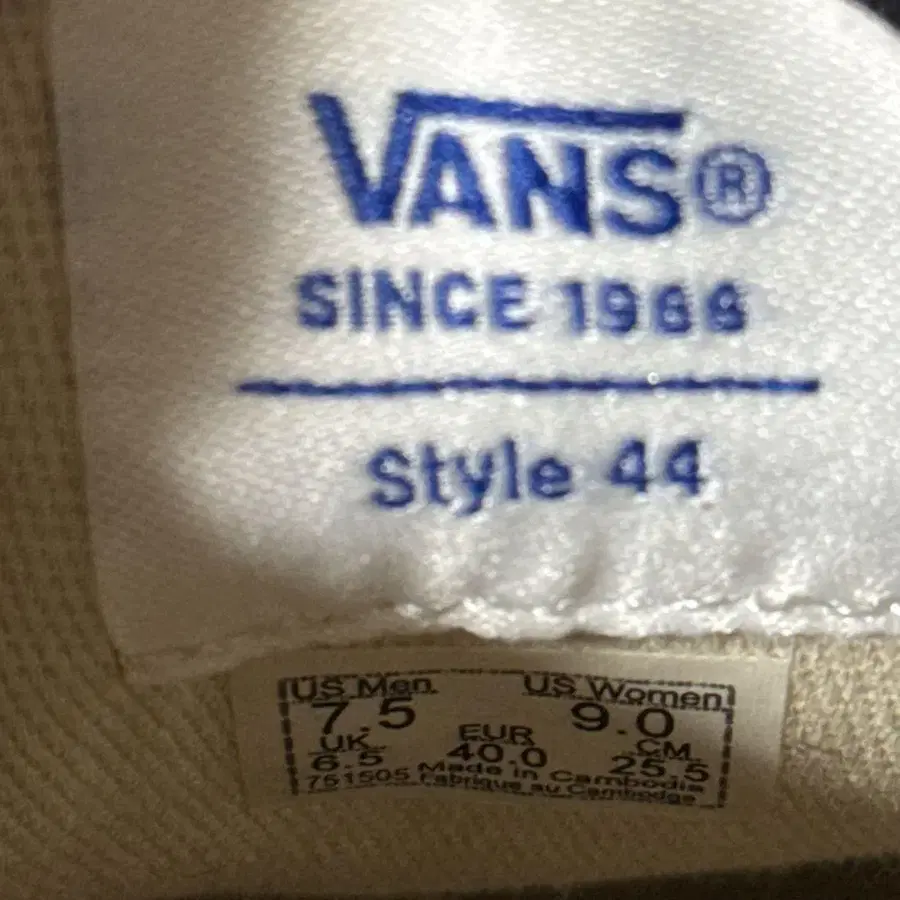 VANS®
SINCE 1966
Style 44
US Men US Women
7.5 9.0
UK EUR CM
6.5 40.0 25.5
751505 Made in Cambodia
Fabriqué au Cambodge